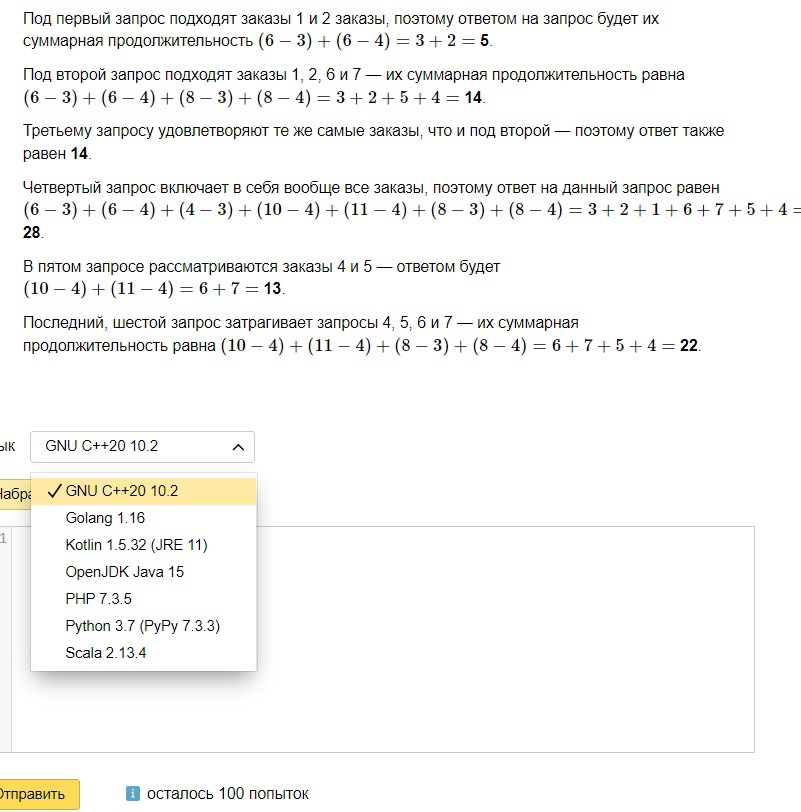 Под первый запрос подходят заказы 1 и 2 заказы, поэтому ответом на запрос будет их
суммарная продолжительность (6 − 3) + (6 − 4) = 3 + 2 = 5.
Под второй запрос подходят заказы 1, 2, 6 и 7 — их суммарная продолжительность равна
(6 − 3) + (6 − 4) + (8 − 3) + (8 − 4) = 3 + 2 + 5 + 4 = 14.
Третьему запросу удовлетворяют те же самые заказы, что и под второй — поэтому ответ также
равен 14.
Четвертый запрос включает в себя вообще все заказы, поэтому ответ на данный запрос равен
(6 − 3) + (6 − 4) + (4 − 3) + (10 − 4) + (11 − 4) + (8 − 3) + (8 − 4) = 3 + 2 + 1 + 6 + 7 + 5 + 4 =
28.
В пятом запросе рассматриваются заказы 4 и 5 — ответом будет
(10 − 4) + (11 − 4) = 6 + 7 = 13.
Последний, шестой запрос затрагивает запросы 4, 5, 6 и 7 — их суммарная
продолжительность равна (10 − 4) + (11 − 4) + (8 − 3) + (8 − 4) = 6 + 7 + 5 + 4 = 22.
ык GNU C++20 10.2
Набра ✓ GNU C++20 10.2
Golang 1.16
1
Kotlin 1.5.32 (JRE 11)
OpenJDK Java 15
PHP 7.3.5
Python 3.7 (PyPy 7.3.3)
Scala 2.13.4
Отправить i осталось 100 попыток